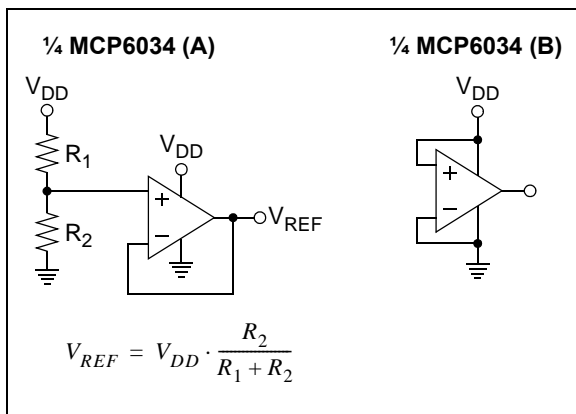 ¼ MCP6034 (A)
¼ MCP6034 (B)
V_DD
R_1
R_2
V_DD
+
–
V_REF
V_DD
+
–
V_REF = V_DD · R_2 / (R_1 + R_2)